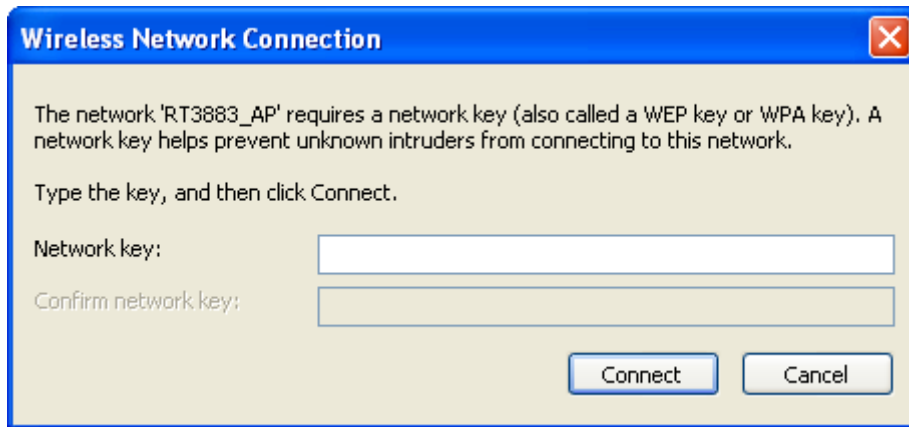 Wireless Network Connection
The network 'RT3883_AP' requires a network key (also called a WEP key or WPA key). A
network key helps prevent unknown intruders from connecting to this network.
Type the key, and then click Connect.
Network key:
Confirm network key:
Connect Cancel